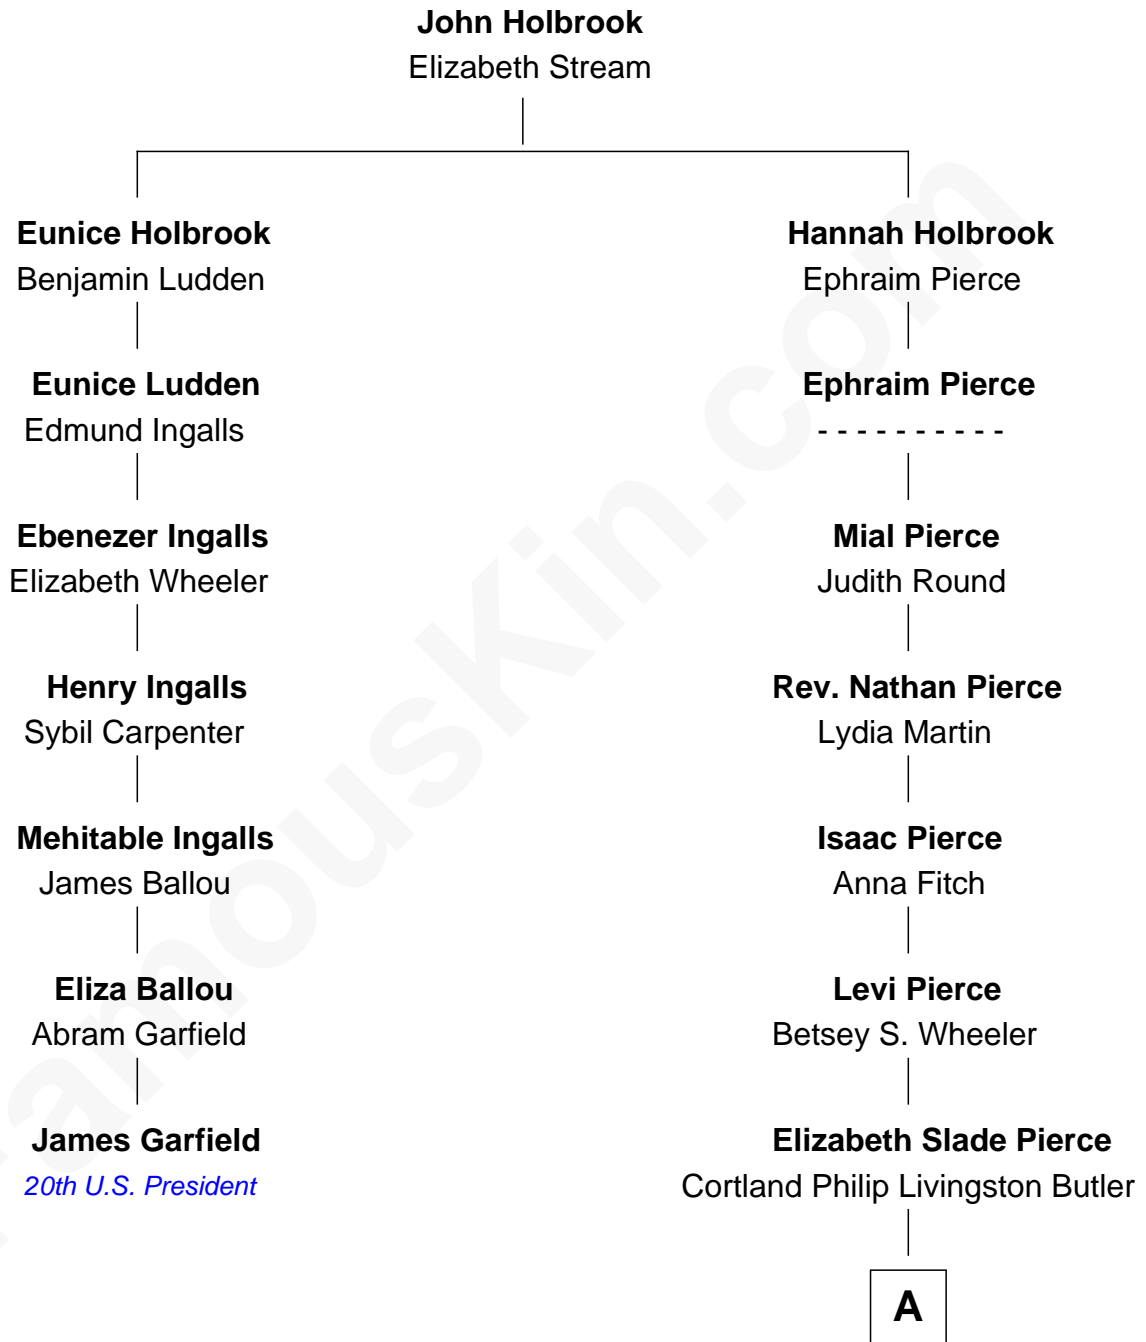 John Holbrook
Elizabeth Stream
Eunice Holbrook
Benjamin Ludden
Hannah Holbrook
Ephraim Pierce
Eunice Ludden
Edmund Ingalls
Ephraim Pierce
- - - - - - - - - -
Ebenezer Ingalls
Elizabeth Wheeler
Mial Pierce
Judith Round
Henry Ingalls
Sybil Carpenter
Rev. Nathan Pierce
Lydia Martin
Mehitable Ingalls
James Ballou
Isaac Pierce
Anna Fitch
Eliza Ballou
Abram Garfield
Levi Pierce
Betsey S. Wheeler
James Garfield
20th U.S. President
Elizabeth Slade Pierce
Cortland Philip Livingston Butler
A
FamousKin.com